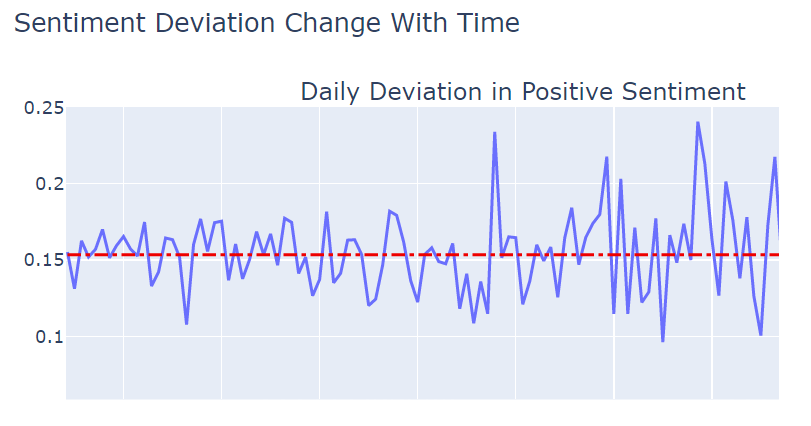 Sentiment Deviation Change With Time
Daily Deviation in Positive Sentiment
0.25
0.2
0.15
0.1